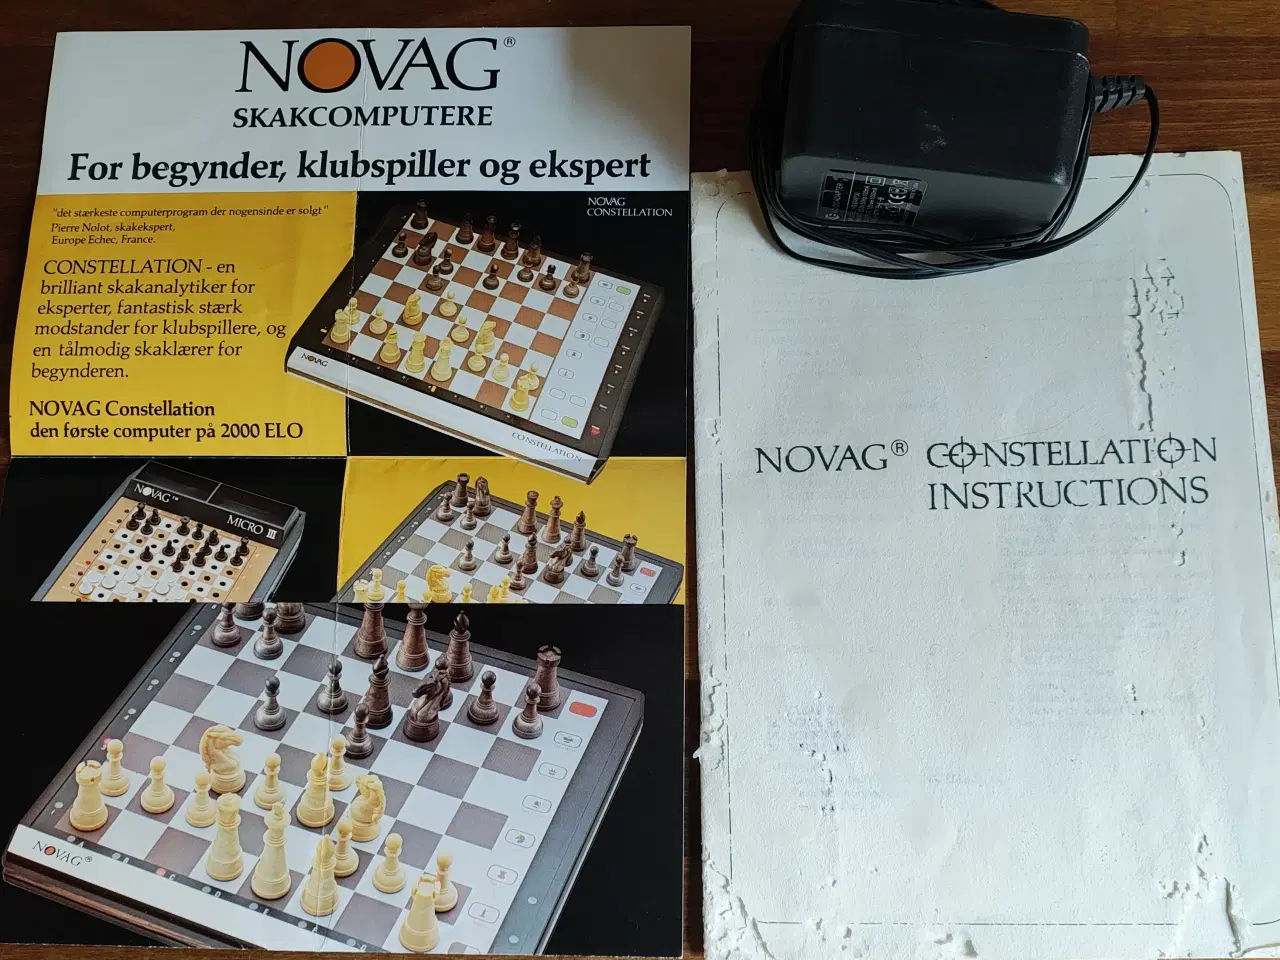 NOVAG®
SKAKCOMPUTERE
For begynder, klubspiller og ekspert
"det stærkeste computerprogram der nogensinde er solgt"
Pierre Nolot, skakekspert,
Europe Echec, France.
CONSTELLATION - en
brilliant skakanalytiker for
eksperter, fantastisk stærk
modstander for klubspillere, og
en tålmodig skaklærer for
begynderen.
NOVAG Constellation
den første computer på 2000 ELO
NOVAG
CONSTELLATION
NOVAG
CONSTELLATION
NOVAG™
MICRO III
NOVAG®
NOVAG® CONSTELLATION
INSTRUCTIONS